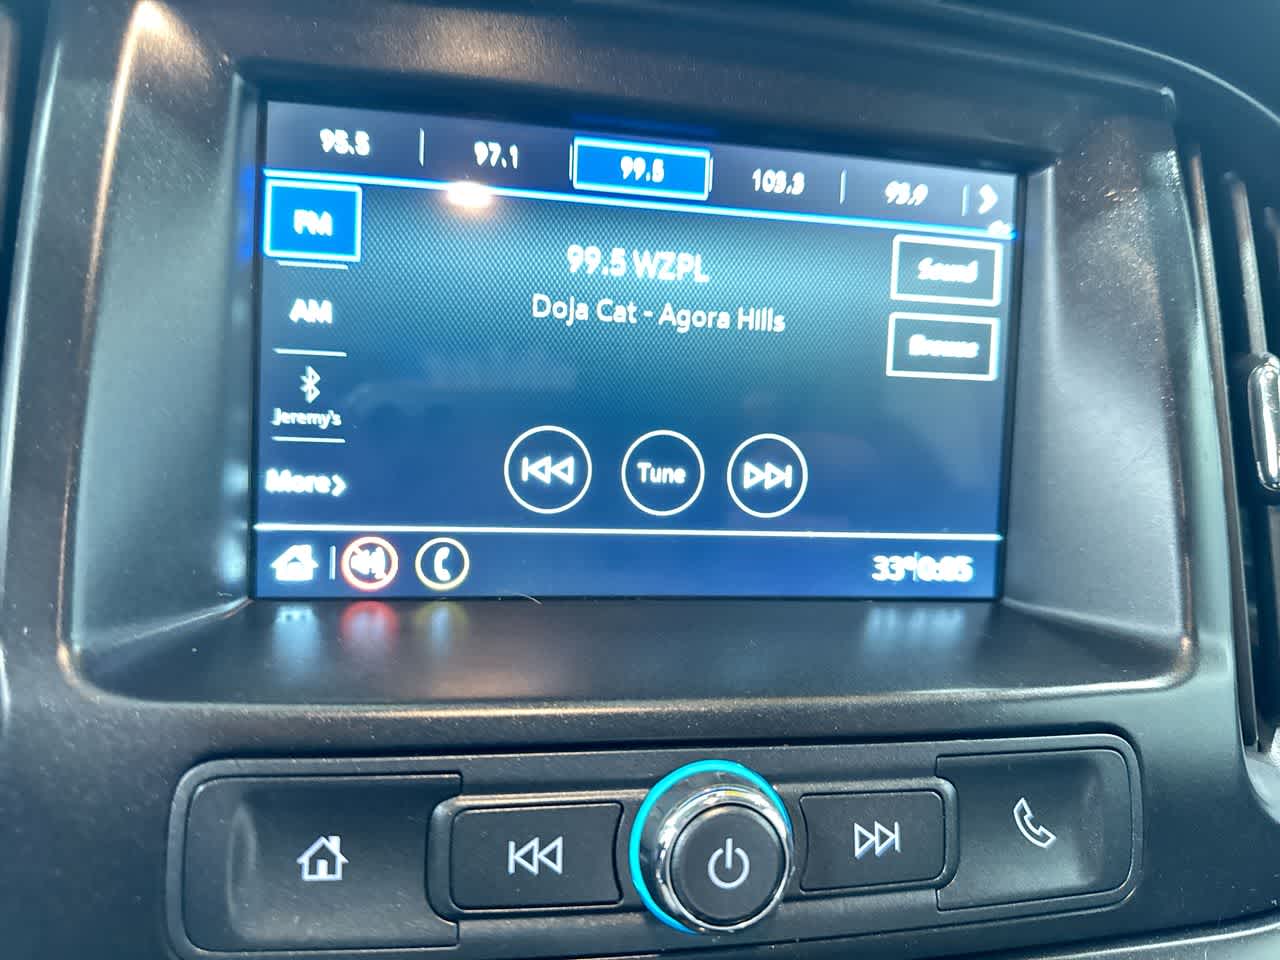 95.5 97.1 99.5 103.3 93.9
FM
99.5 WZPL
Sound
AM
Doja Cat - Agora Hills
Browse
Jeremy's
More
Tune
33°